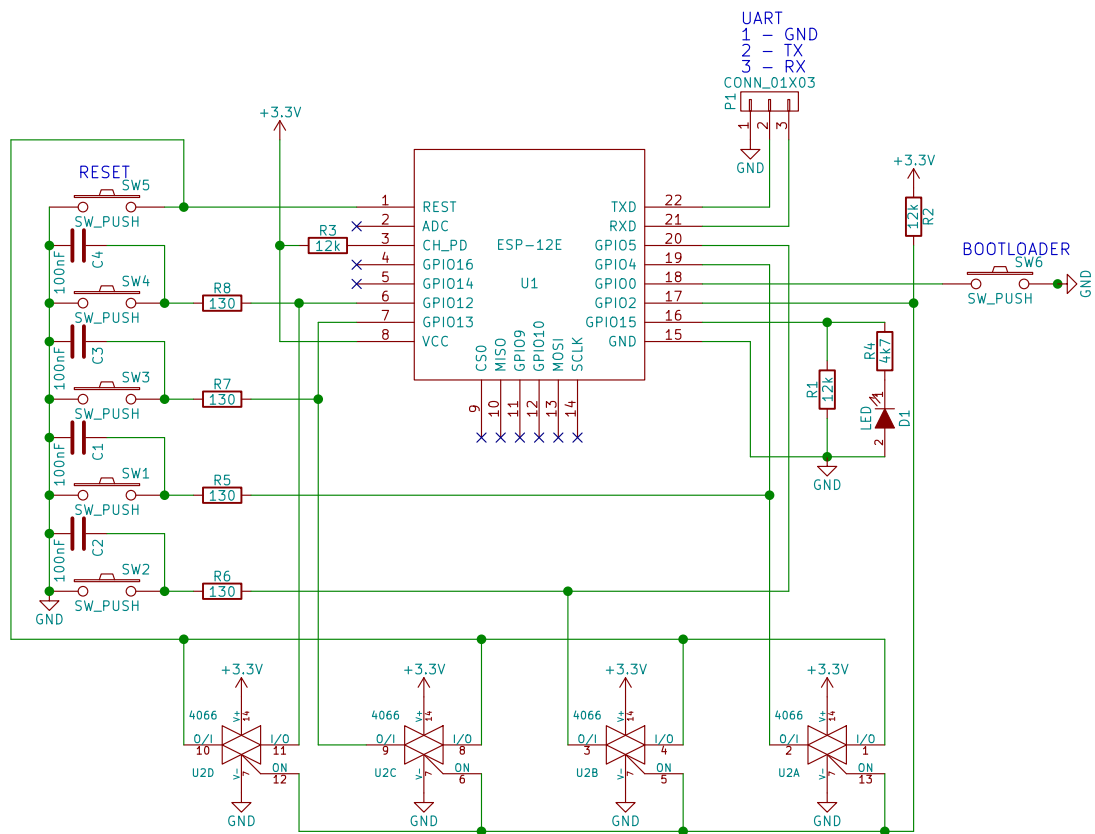 UART
1 – GND
2 – TX
3 – RX
CONN_01X03
P1
1
2
3
GND
+3.3V
RESET
SW5
SW_PUSH
C4
100nF
SW4
SW_PUSH
C3
100nF
SW3
SW_PUSH
C1
100nF
SW1
SW_PUSH
C2
100nF
SW2
SW_PUSH
GND
R3
12k
R8
130
R7
130
R5
130
R6
130
ESP-12E
U1
1 REST
2 ADC
3 CH_PD
4 GPIO16
5 GPIO14
6 GPIO12
7 GPIO13
8 VCC
TXD 22
RXD 21
GPIO5 20
GPIO4 19
GPIO0 18
GPIO2 17
GPIO15 16
GND 15
CS0 9
MISO 10
GPIO9 11
GPIO10 12
MOSI 13
SCLK 14
+3.3V
12k
R2
BOOTLOADER
SW6
SW_PUSH
GND
R1
12k
R4
4k7
LED
D1
1
2
GND
+3.3V
4066
V+
14
O/I
10
I/O
11
U2D
V-
7
ON
12
GND
+3.3V
4066
V+
14
O/I
9
I/O
8
U2C
V-
7
ON
6
GND
+3.3V
4066
V+
14
O/I
3
I/O
4
U2B
V-
7
ON
5
GND
+3.3V
4066
V+
14
O/I
2
I/O
1
U2A
V-
7
ON
13
GND